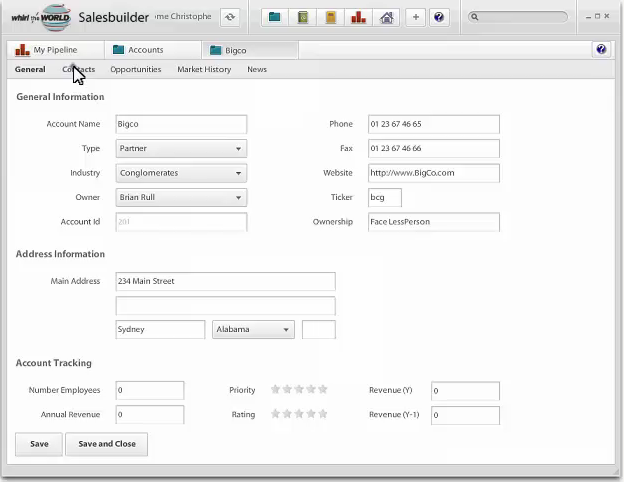 whirl the WORLD Salesbuilder ome Christophe
My Pipeline Accounts Bigco
General Contacts Opportunities Market History News
General Information
Account Name Bigco Phone 01 23 67 46 65
Type Partner Fax 01 23 67 46 66
Industry Conglomerates Website http://www.BigCo.com
Owner Brian Rull Ticker bcg
Account Id 201 Ownership Face LessPerson
Address Information
Main Address 234 Main Street
Sydney Alabama
Account Tracking
Number Employees 0 Priority Revenue (Y) 0
Annual Revenue 0 Rating Revenue (Y-1) 0
Save Save and Close